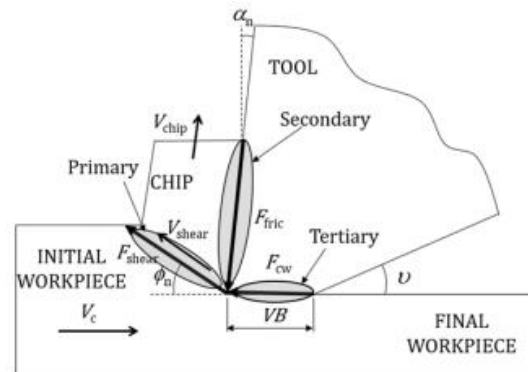 αn
TOOL
Vchip
Secondary
Primary
CHIP
Vshear
Ffric
Fshear
Tertiary
INITIAL
WORKPIECE
Fcw
ϕn
υ
Vc
VB
FINAL
WORKPIECE